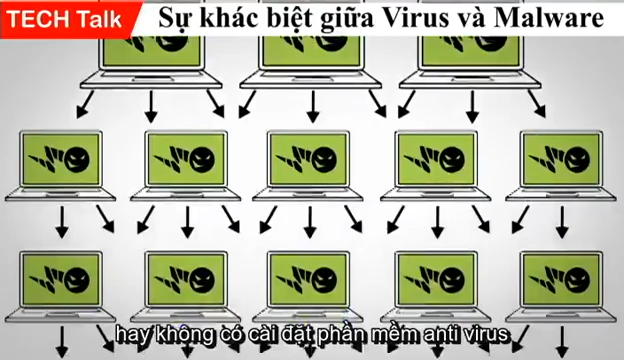 TECH Talk
Sự khác biệt giữa Virus và Malware
hay không có cài đặt phần mềm anti virus